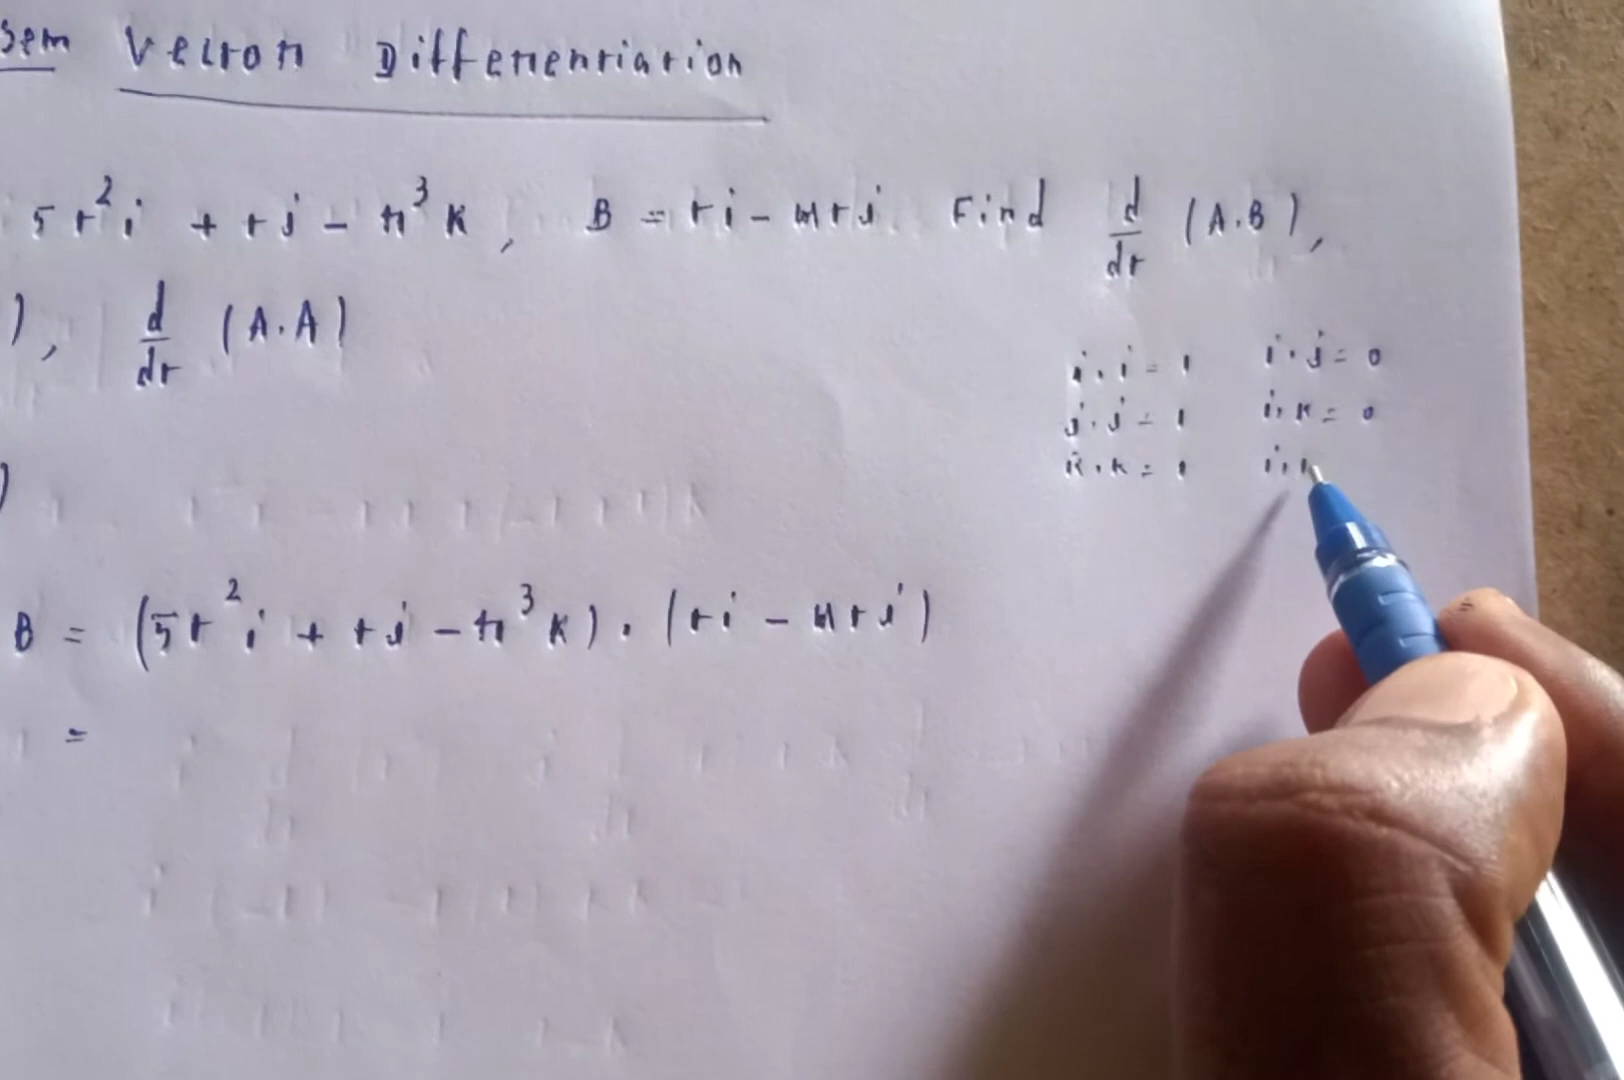 Sem Vector Differentiation
5t²i + tj - t³k, B = ti - 4tj. Find d/dt (A.B),
), d/dt (A.A)
i.i = 1 i.j = 0
j.j = 1 i.k = 0
k.k = 1 j.k
)
B = (5t²i + tj - t³k) . (ti - 4tj)
=